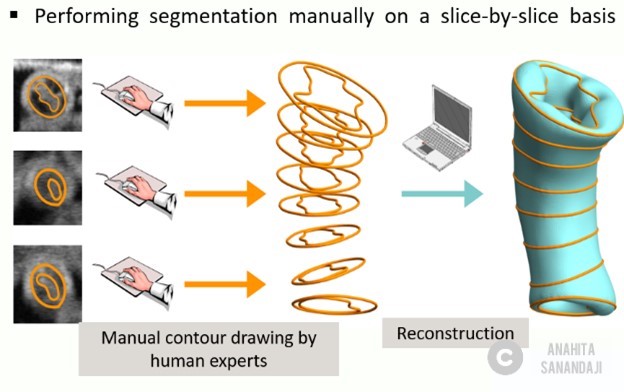 ▪ Performing segmentation manually on a slice-by-slice basis
Manual contour drawing by
human experts
Reconstruction
C ANAHITA
SANANDAJI